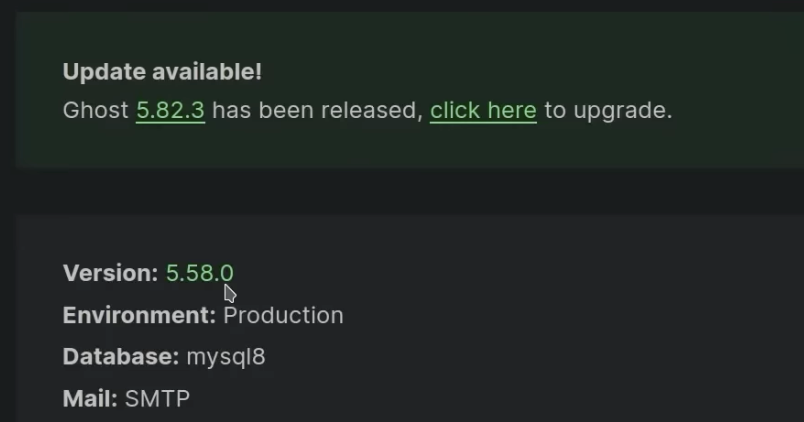 Update available!
Ghost 5.82.3 has been released, click here to upgrade.
Version: 5.58.0
Environment: Production
Database: mysql8
Mail: SMTP